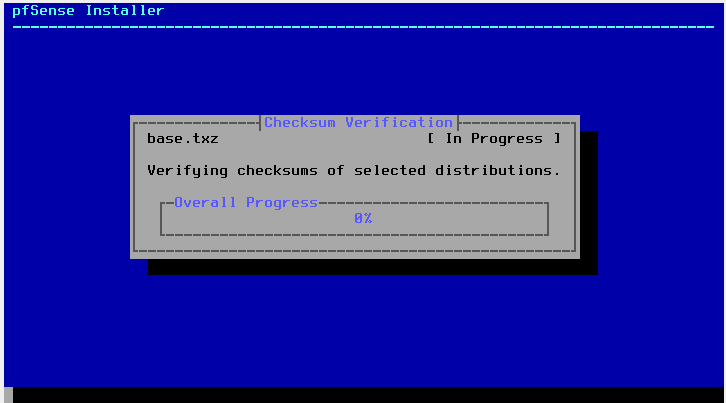 pfSense Installer
Checksum Verification
base.txz [ In Progress ]
Verifying checksums of selected distributions.
Overall Progress
0%